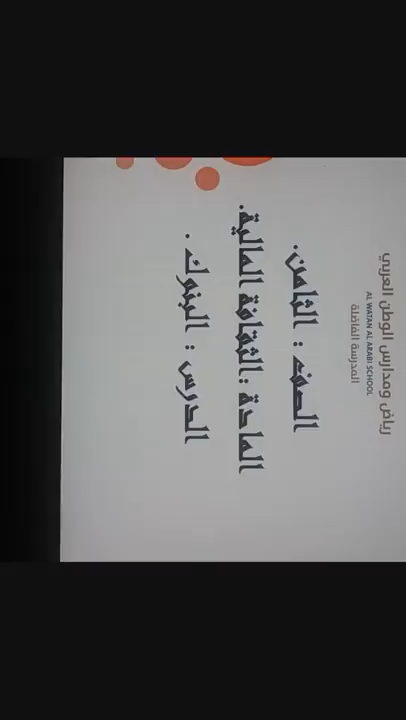 رياض ومدارس الوطن العربي
AL WATAN AL ARABI SCHOOL
المدرسة الفاضلة
الصف : الثامن.
المادة :الثقافة المالية.
الدرس : البنوك .